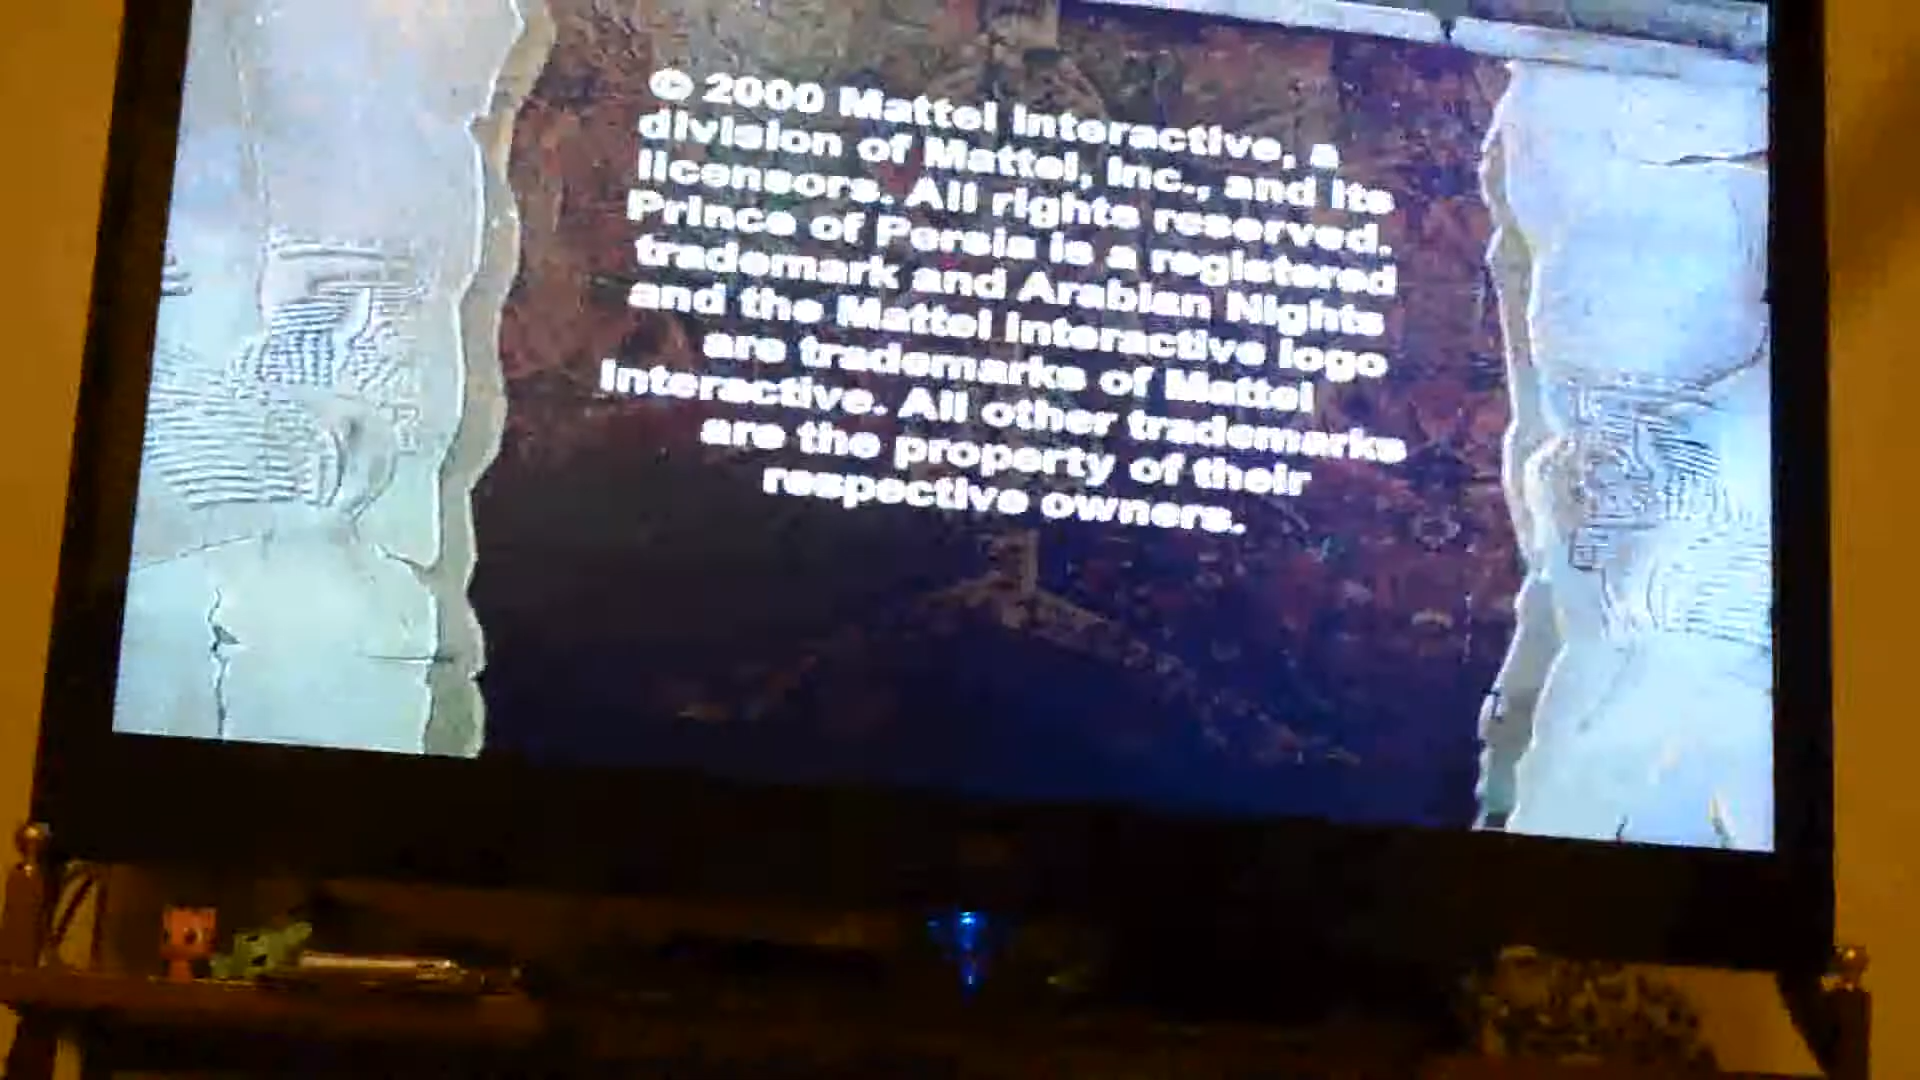 © 2000 Mattel Interactive, a
division of Mattel, Inc., and its
licensors. All rights reserved.
Prince of Persia is a registered
trademark and Arabian Nights
and the Mattel Interactive logo
are trademarks of Mattel
Interactive. All other trademarks
are the property of their
respective owners.